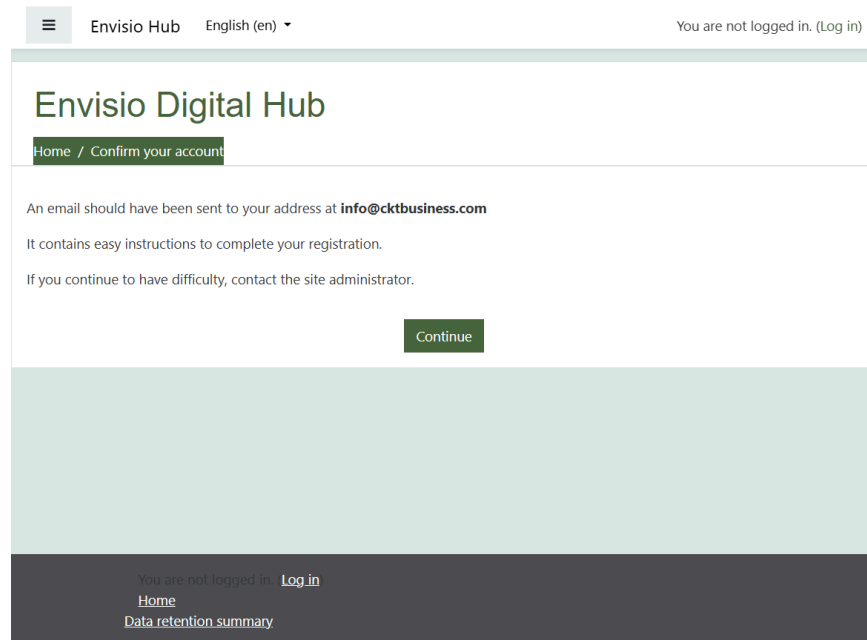 Envisio Hub English (en) You are not logged in. (Log in)
Envisio Digital Hub
Home / Confirm your account
An email should have been sent to your address at info@cktbusiness.com
It contains easy instructions to complete your registration.
If you continue to have difficulty, contact the site administrator.
Continue
You are not logged in. (Log in)
Home
Data retention summary